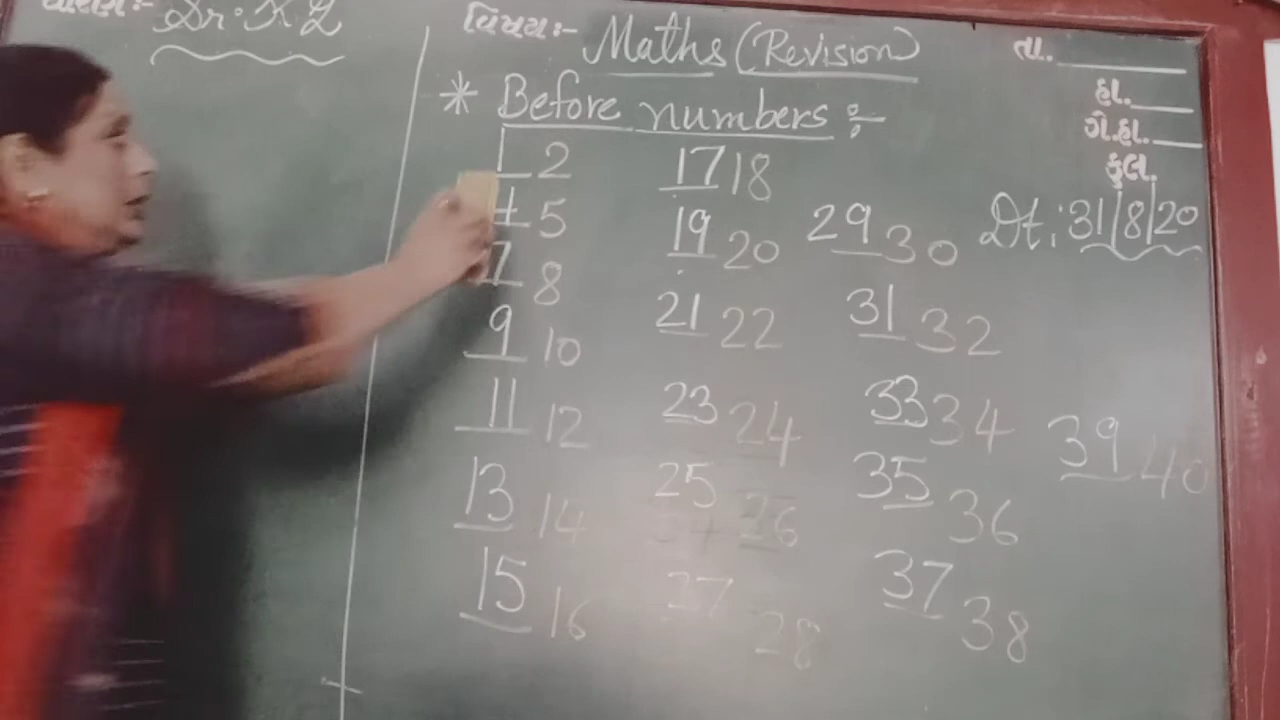 ધોરણ:- Sr. K G
વિષય:- Maths (Revision)
તા.
હા.
ગે.હા.
કુલ.
Dt: 31/8/20
* Before numbers :-
1 2 17 18
4 5 19 20 29 30
7 8 21 22 31 32
9 10 23 24 33 34
11 12 25 26 35 36 39 40
13 14 27 28 37 38
15 16